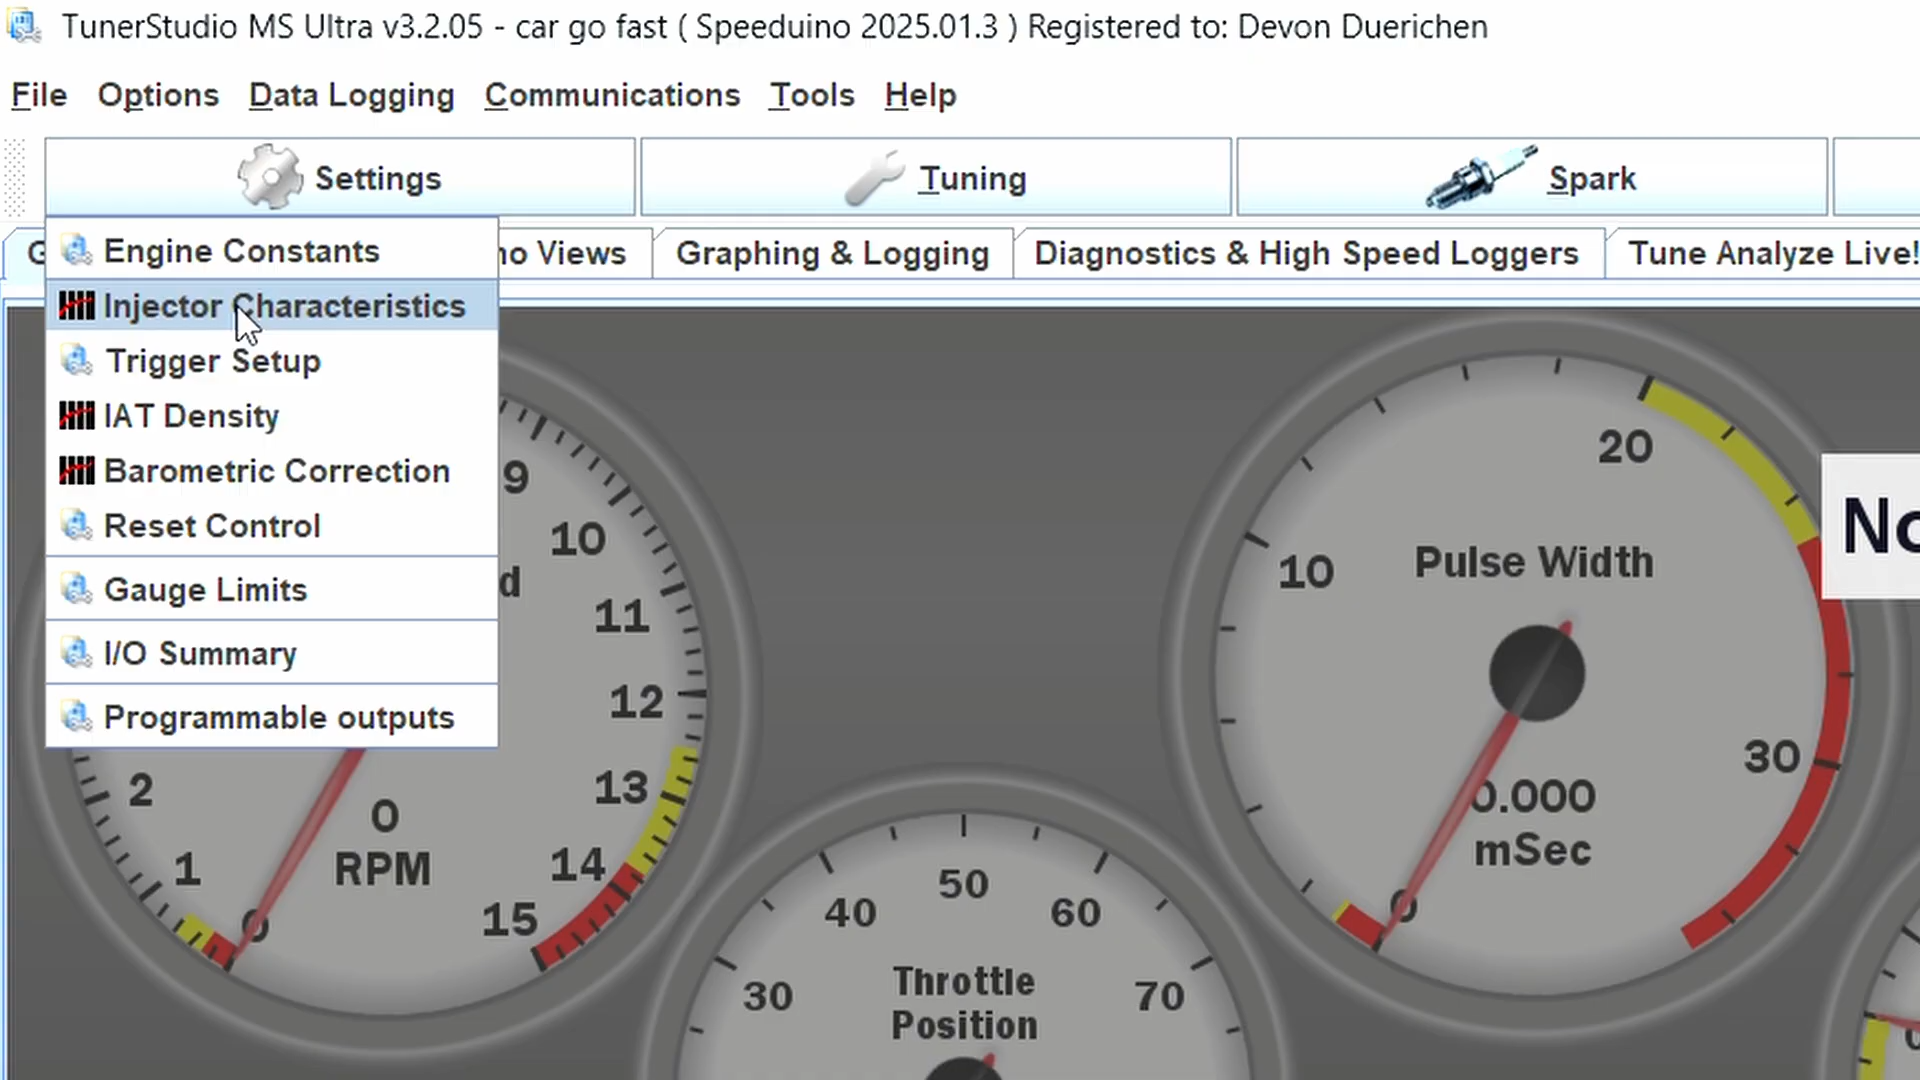 TunerStudio MS Ultra v3.2.05 - car go fast ( Speeduino 2025.01.3 ) Registered to: Devon Duerichen
File Options Data Logging Communications Tools Help
Settings Tuning Spark
Engine Constants
Views Graphing & Logging Diagnostics & High Speed Loggers Tune Analyze Live!
Injector Characteristics
Trigger Setup
IAT Density
Barometric Correction
Reset Control
Gauge Limits
I/O Summary
Programmable outputs
0
1
2
9
10
11
12
13
14
15
0
RPM
30
40
50
60
70
Throttle
Position
0
10
20
30
Pulse Width
0.000
mSec